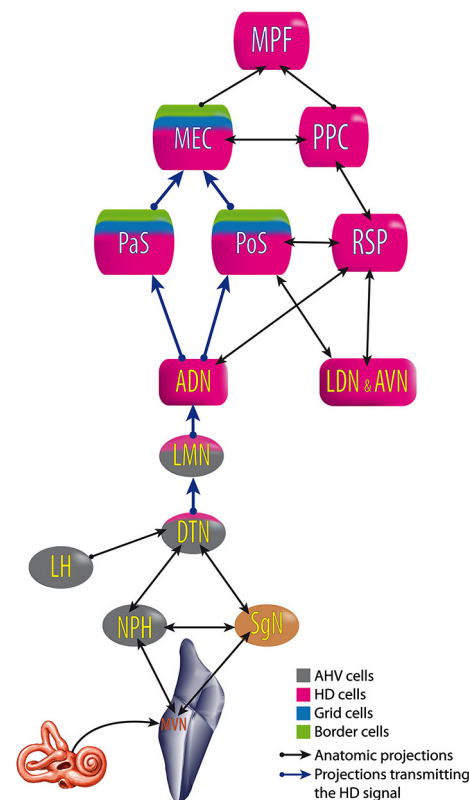 MPF
MEC
PPC
PaS
PoS
RSP
ADN
LDN & AVN
LMN
DTN
LH
NPH
SgN
MVN
AHV cells
HD cells
Grid cells
Border cells
Anatomic projections
Projections transmitting
the HD signal